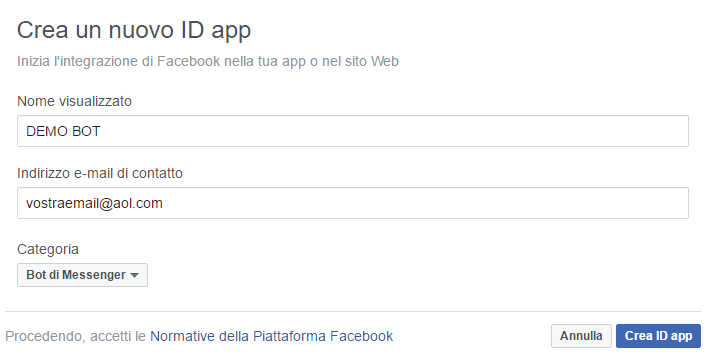 Crea un nuovo ID app
Inizia l'integrazione di Facebook nella tua app o nel sito Web
Nome visualizzato
DEMO BOT
Indirizzo e-mail di contatto
vostraemail@aol.com
Categoria
Bot di Messenger
Procedendo, accetti le Normative della Piattaforma Facebook
Annulla
Crea ID app